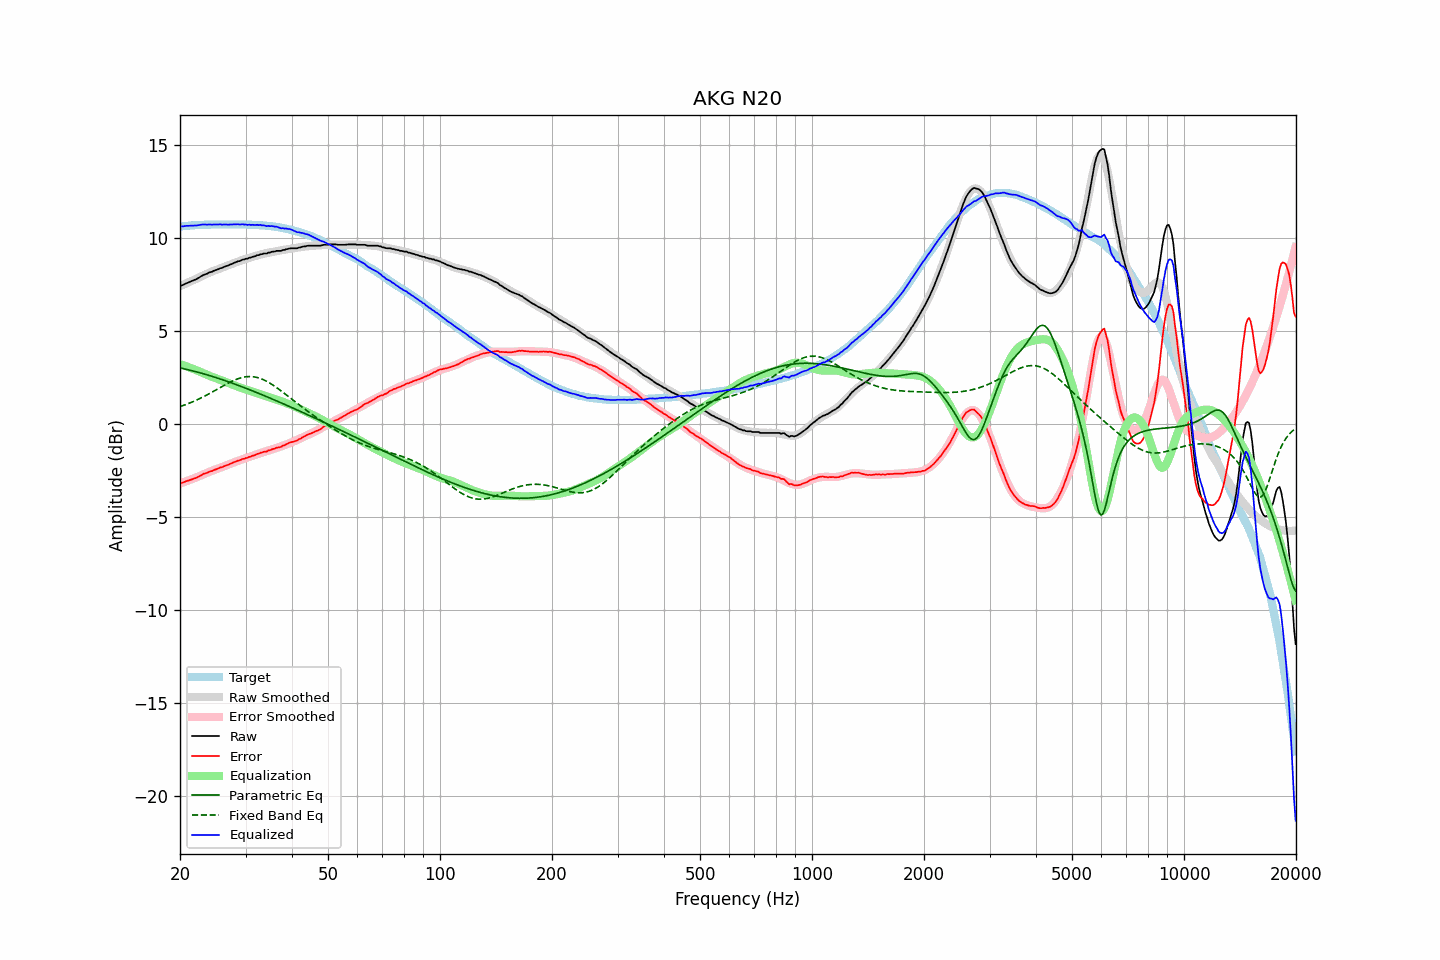 AKG N20
Amplitude (dBr)
15
10
5
0
−5
−10
−15
−20
Target
Raw Smoothed
Error Smoothed
Raw
Error
Equalization
Parametric Eq
Fixed Band Eq
Equalized
20 50 100 200 500 1000 2000 5000 10000 20000
Frequency (Hz)